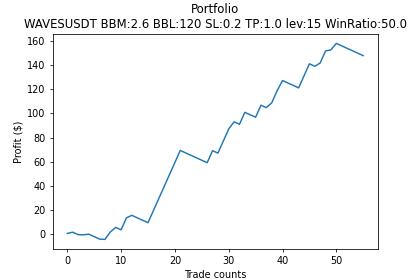 Portfolio
WAVESUSDT BBM:2.6 BBL:120 SL:0.2 TP:1.0 lev:15 WinRatio:50.0
160
140
120
100
80
60
40
20
0
Profit ($)
0 10 20 30 40 50
Trade counts